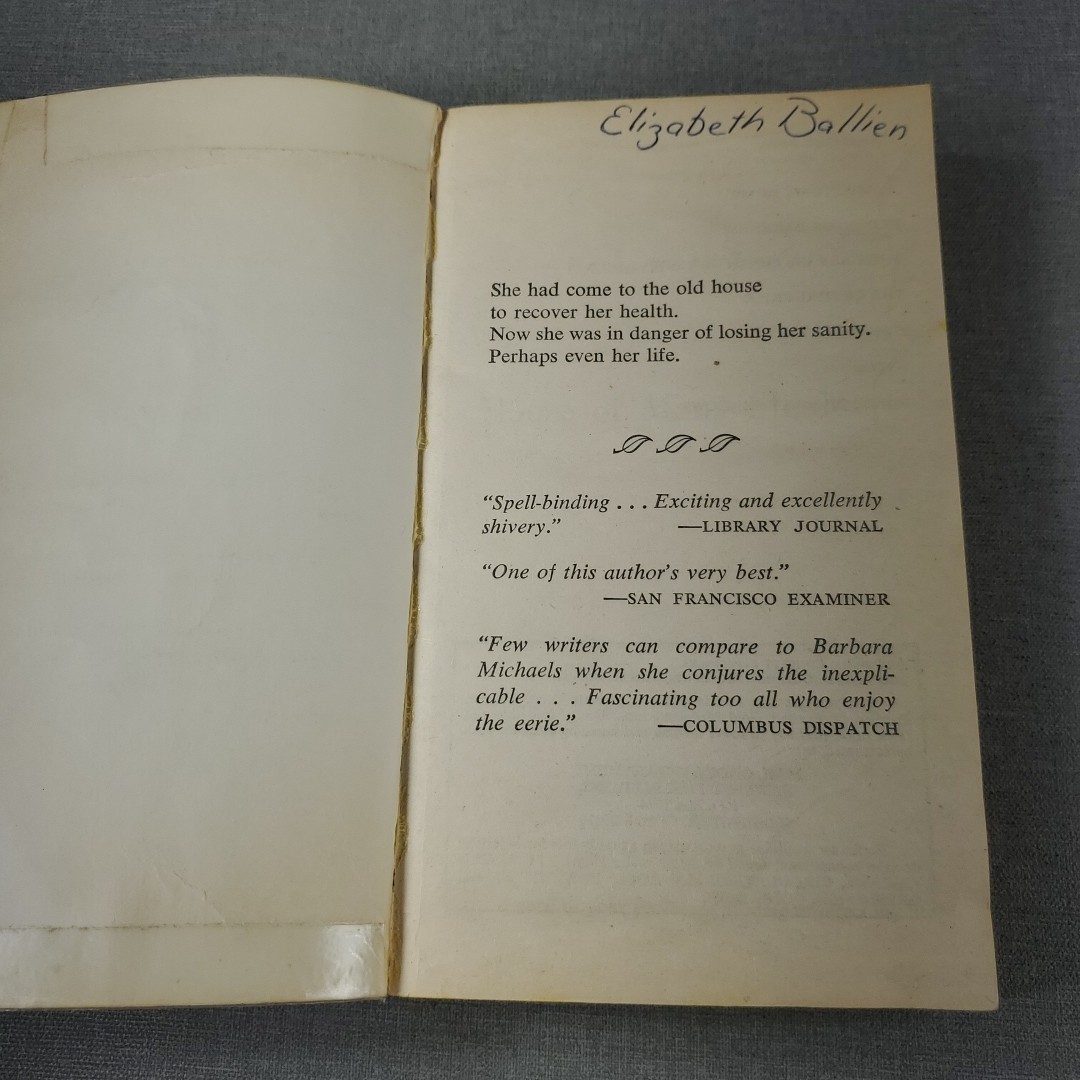 Elizabeth Ballien
She had come to the old house
to recover her health.
Now she was in danger of losing her sanity.
Perhaps even her life.
“Spell-binding . . . Exciting and excellently
shivery.” —LIBRARY JOURNAL
“One of this author’s very best.”
—SAN FRANCISCO EXAMINER
“Few writers can compare to Barbara
Michaels when she conjures the inexpli-
cable . . . Fascinating too all who enjoy
the eerie.” —COLUMBUS DISPATCH